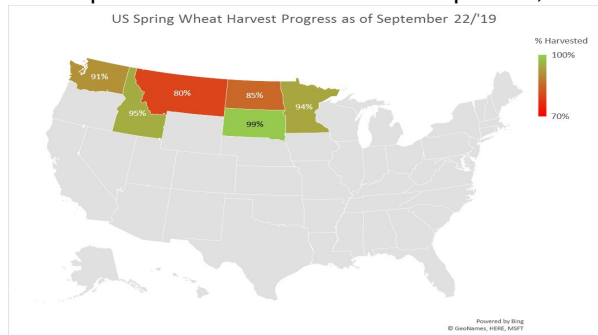 US Spring Wheat Harvest Progress as of September 22/'19
% Harvested
100%
70%
91%
80%
85%
94%
95%
99%
Powered by Bing
© GeoNames, HERE, MSFT